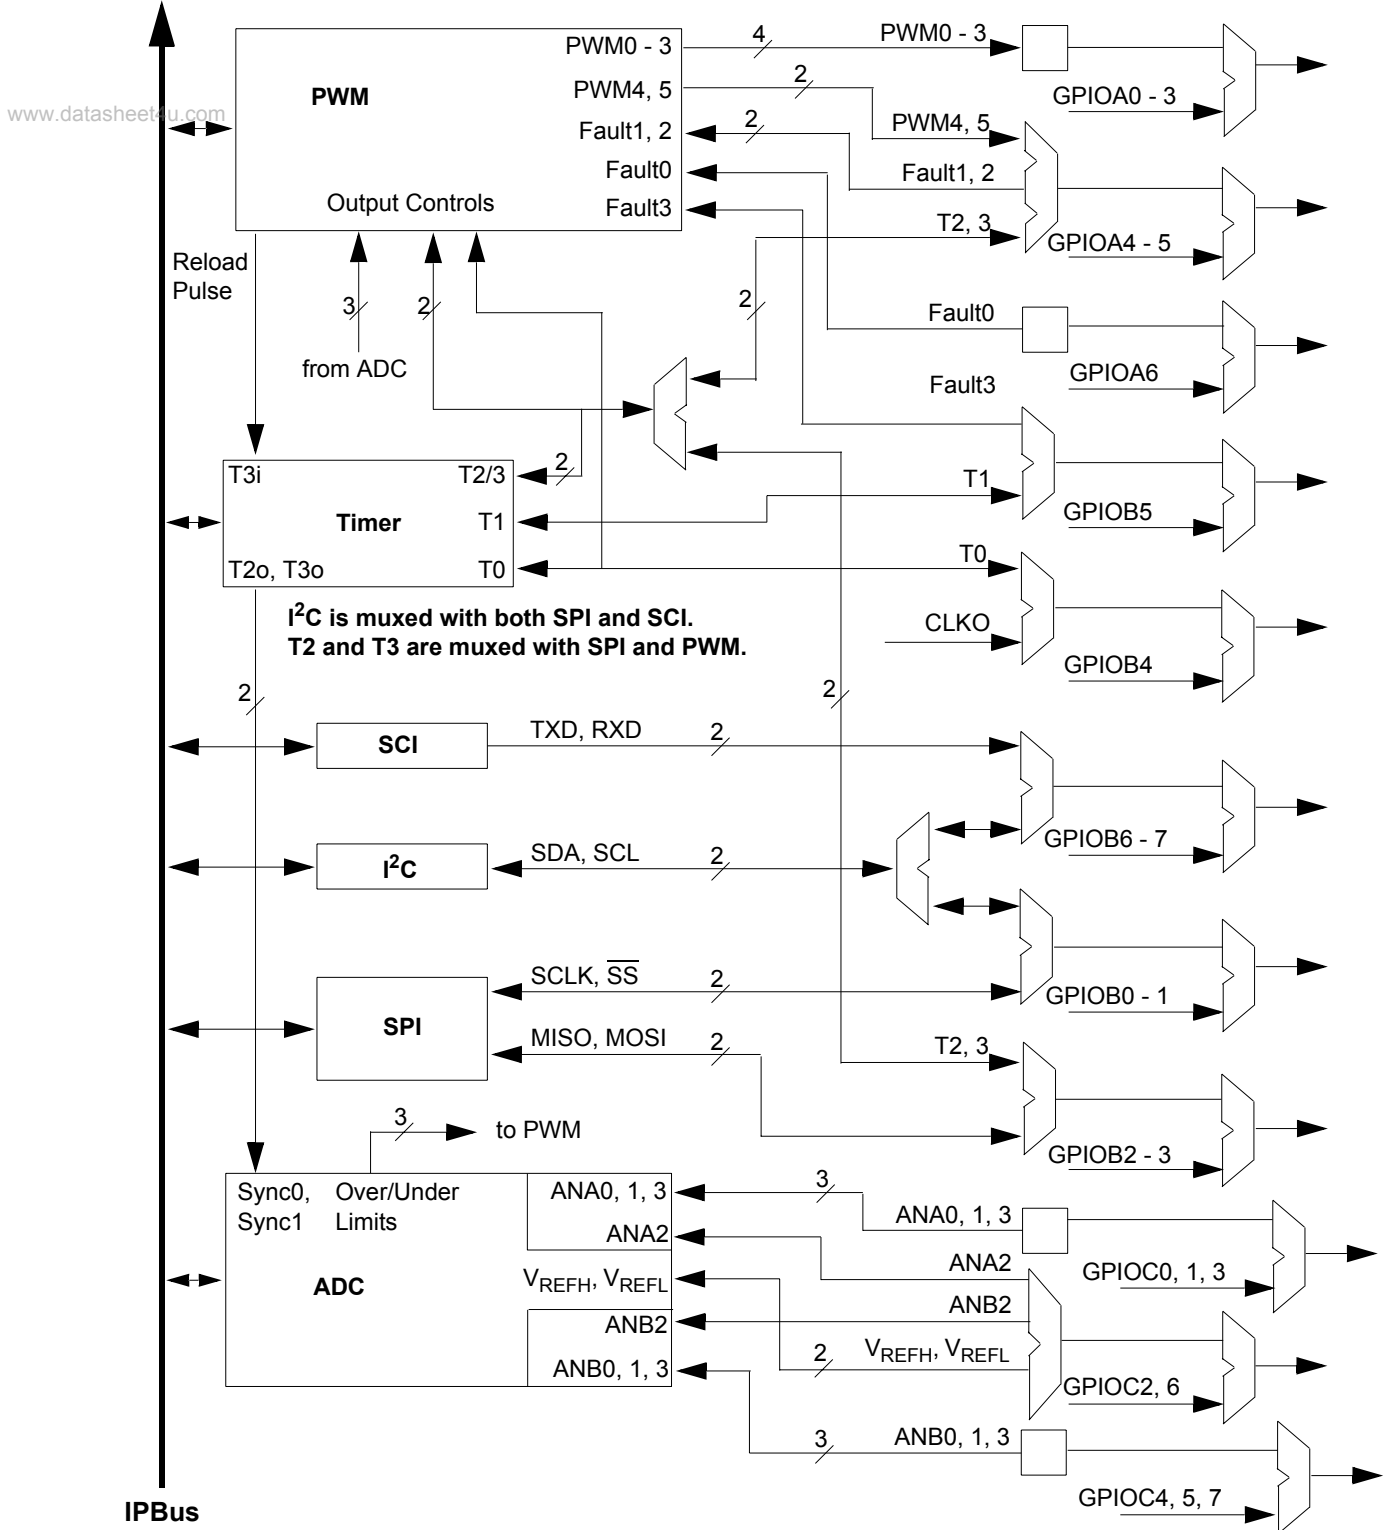 www.datasheet4u.com
PWM
PWM0 - 3
PWM4, 5
Fault1, 2
Fault0
Fault3
Output Controls
4
2
2
PWM0 - 3
GPIOA0 - 3
PWM4, 5
Fault1, 2
T2, 3
GPIOA4 - 5
Reload
Pulse
3
2
2
from ADC
Fault0
GPIOA6
Fault3
T3i
T2/3
2
Timer
T1
T2o, T3o
T0
T1
GPIOB5
T0
CLKO
GPIOB4
I2C is muxed with both SPI and SCI.
T2 and T3 are muxed with SPI and PWM.
2
2
SCI
TXD, RXD
2
GPIOB6 - 7
I2C
SDA, SCL
2
SPI
SCLK, SS
2
GPIOB0 - 1
MISO, MOSI
2
T2, 3
GPIOB2 - 3
3
to PWM
Sync0,
Sync1
Over/Under
Limits
ADC
ANA0, 1, 3
ANA2
VREFH, VREFL
ANB2
ANB0, 1, 3
3
ANA0, 1, 3
GPIOC0, 1, 3
ANA2
ANB2
2
VREFH, VREFL
GPIOC2, 6
3
ANB0, 1, 3
GPIOC4, 5, 7
IPBus